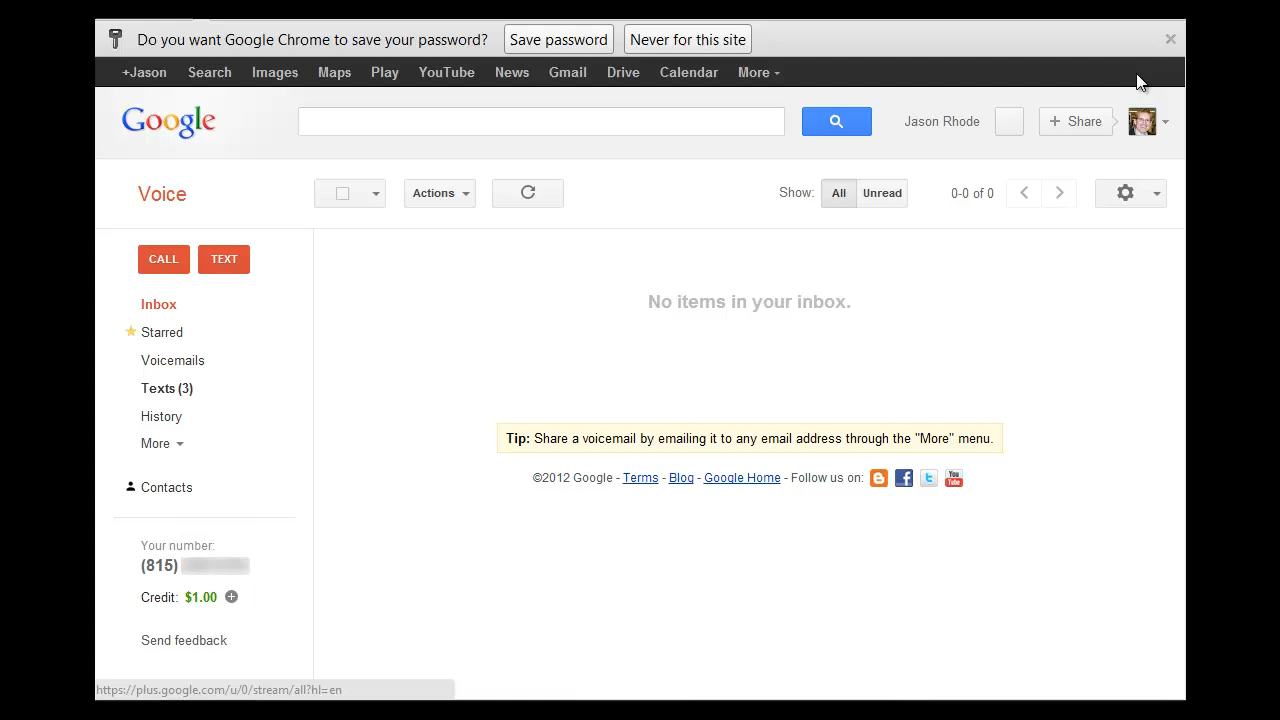 Do you want Google Chrome to save your password? Save password Never for this site
+Jason Search Images Maps Play YouTube News Gmail Drive Calendar More
Google Jason Rhode + Share
Voice Actions Show: All Unread 0-0 of 0
CALL TEXT
Inbox
No items in your inbox.
Starred
Voicemails
Texts (3)
History
More
Tip: Share a voicemail by emailing it to any email address through the "More" menu.
©2012 Google - Terms - Blog - Google Home - Follow us on: You Tube
Contacts
Your number:
(815)
Credit: $1.00
Send feedback
https://plus.google.com/u/0/stream/all?hl=en